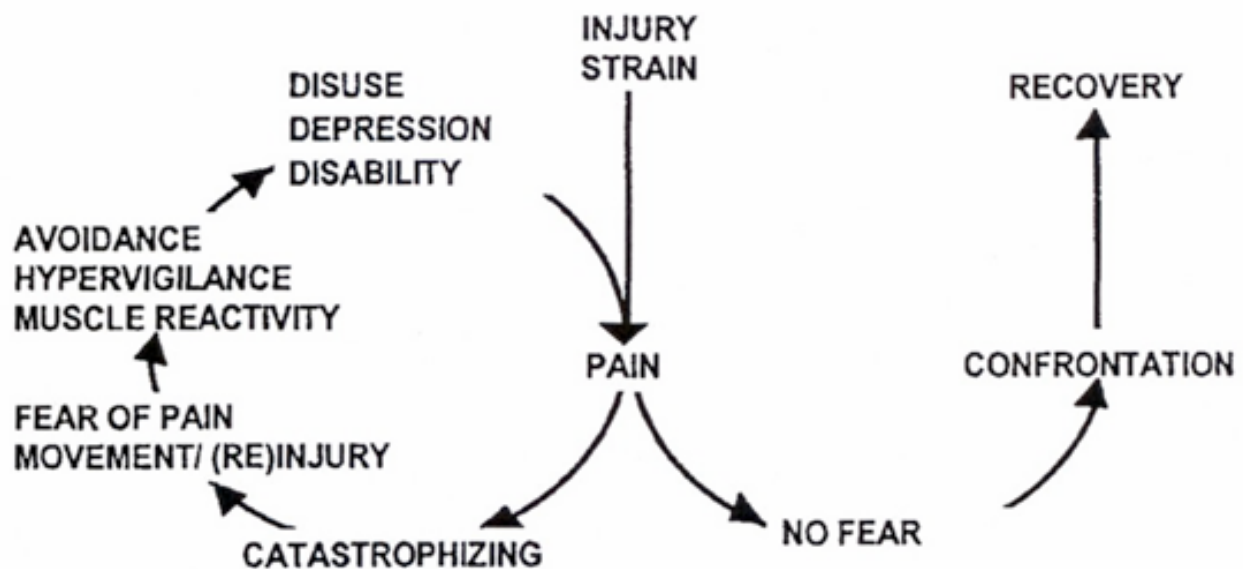 INJURY
STRAIN
DISUSE
DEPRESSION
DISABILITY
RECOVERY
AVOIDANCE
HYPERVIGILANCE
MUSCLE REACTIVITY
PAIN
CONFRONTATION
FEAR OF PAIN
MOVEMENT/ (RE)INJURY
NO FEAR
CATASTROPHIZING